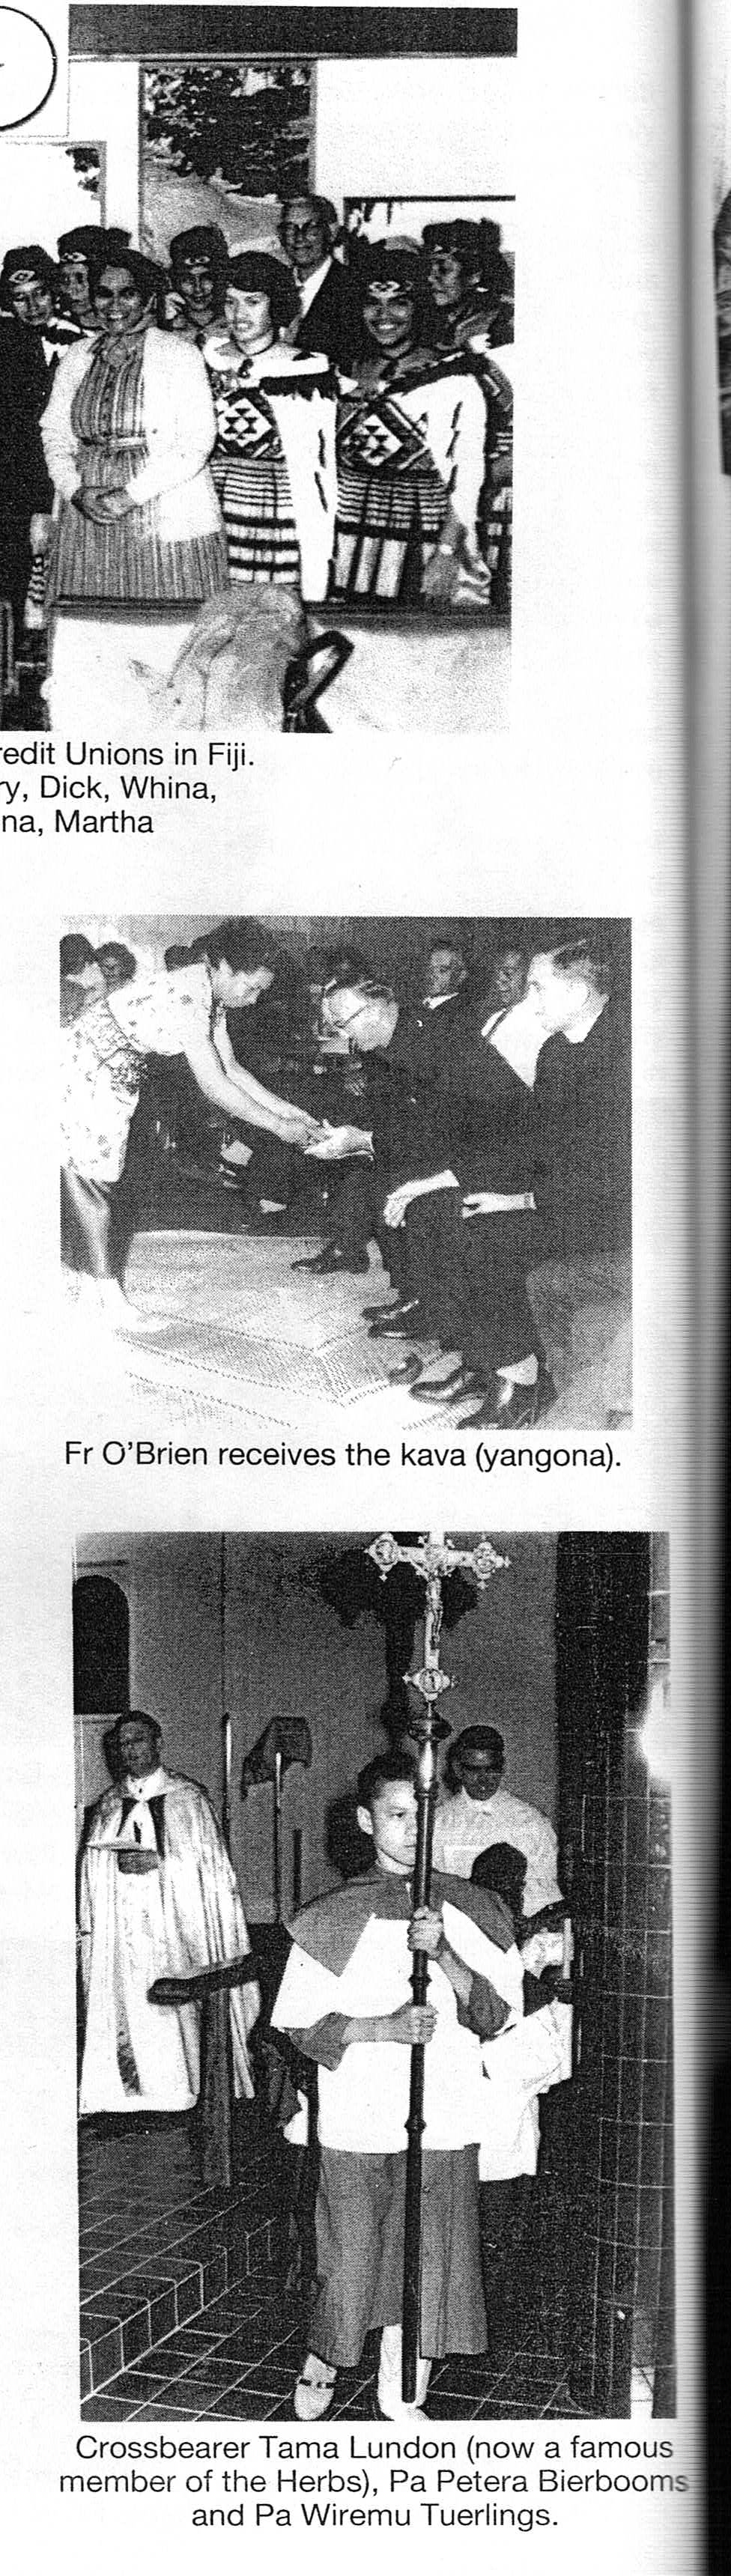 redit Unions in Fiji.
ry, Dick, Whina,
na, Martha
Fr O'Brien receives the kava (yangona).
Crossbearer Tama Lundon (now a famous
member of the Herbs), Pa Petera Bierbooms
and Pa Wiremu Tuerlings.